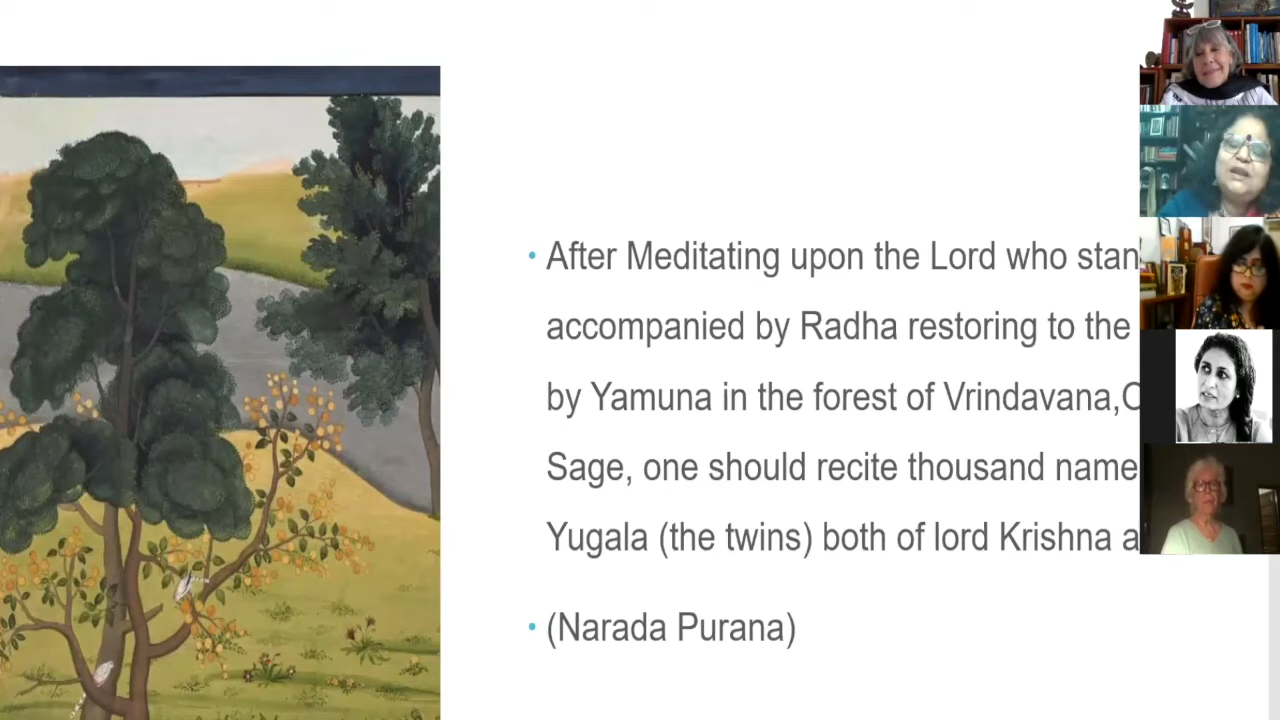 • After Meditating upon the Lord who stan
accompanied by Radha restoring to the
by Yamuna in the forest of Vrindavana,
Sage, one should recite thousand name
Yugala (the twins) both of lord Krishna a
• (Narada Purana)